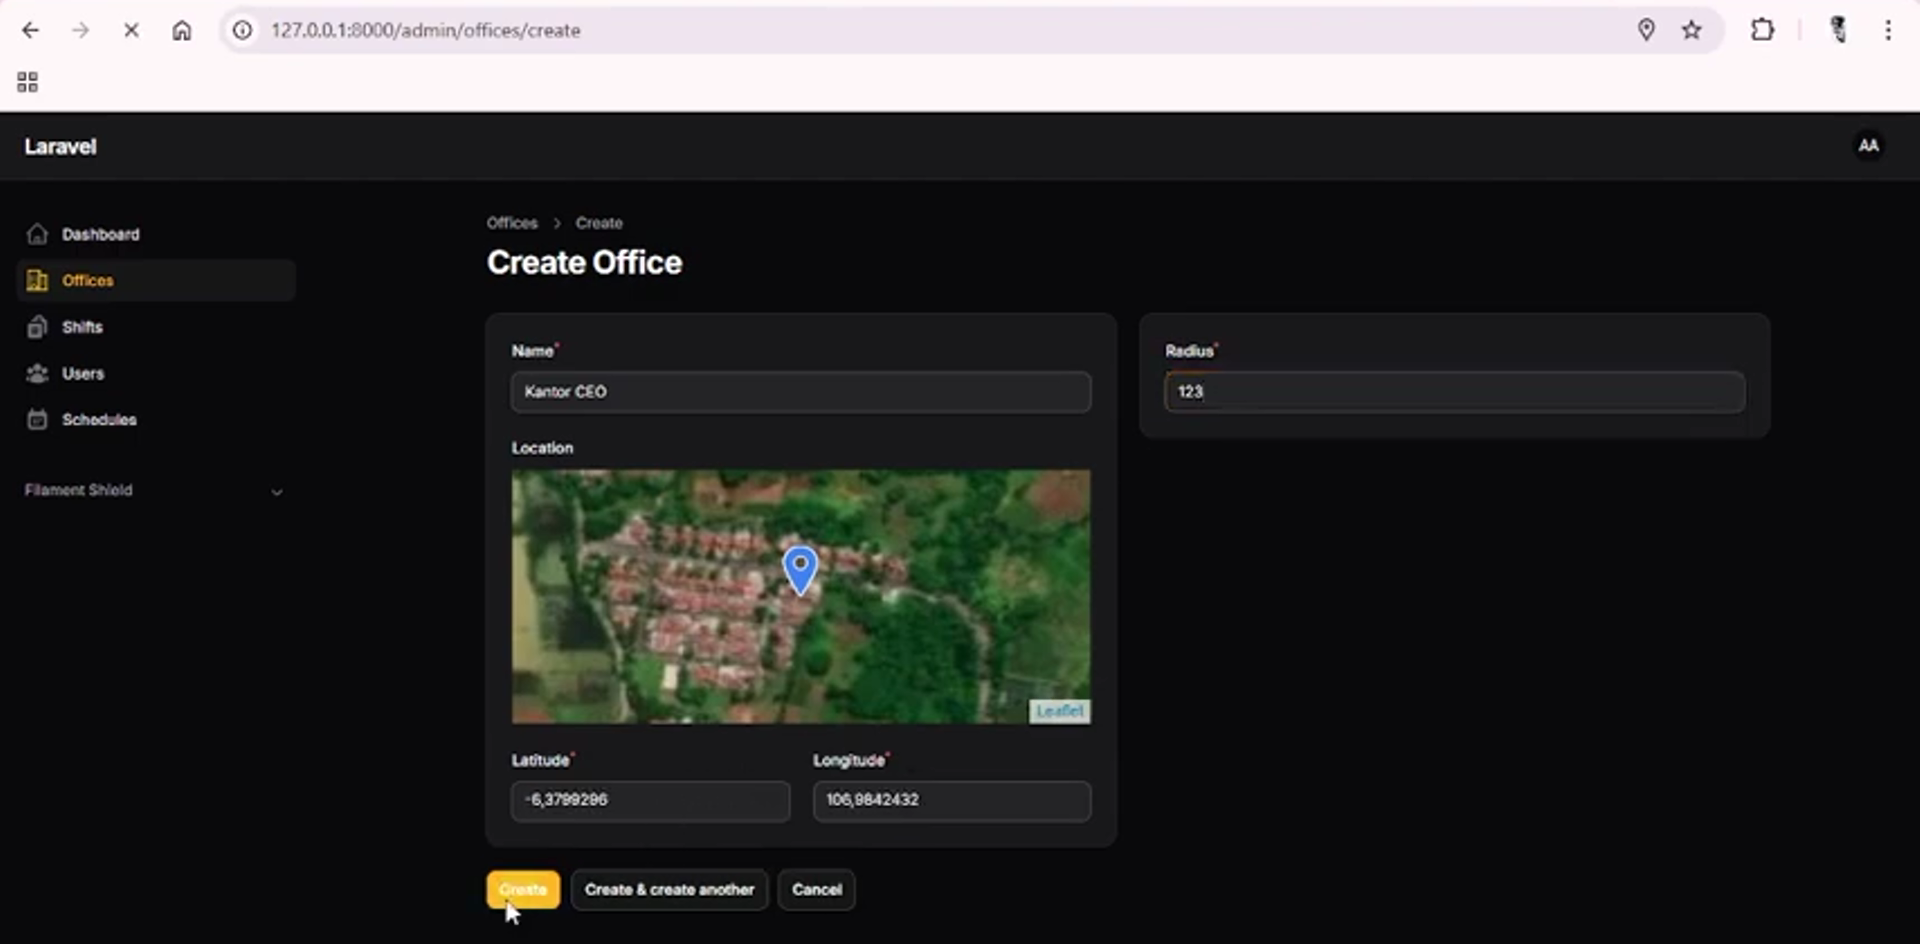 127.0.0.1:8000/admin/offices/create
Laravel
AA
Dashboard
Offices
Shifts
Users
Schedules
Filament Shield
Offices > Create
Create Office
Name*
Kantor CEO
Location
Leaflet
Latitude*
-6,3799296
Longitude*
106,9842432
Radius*
123
Create
Create & create another
Cancel